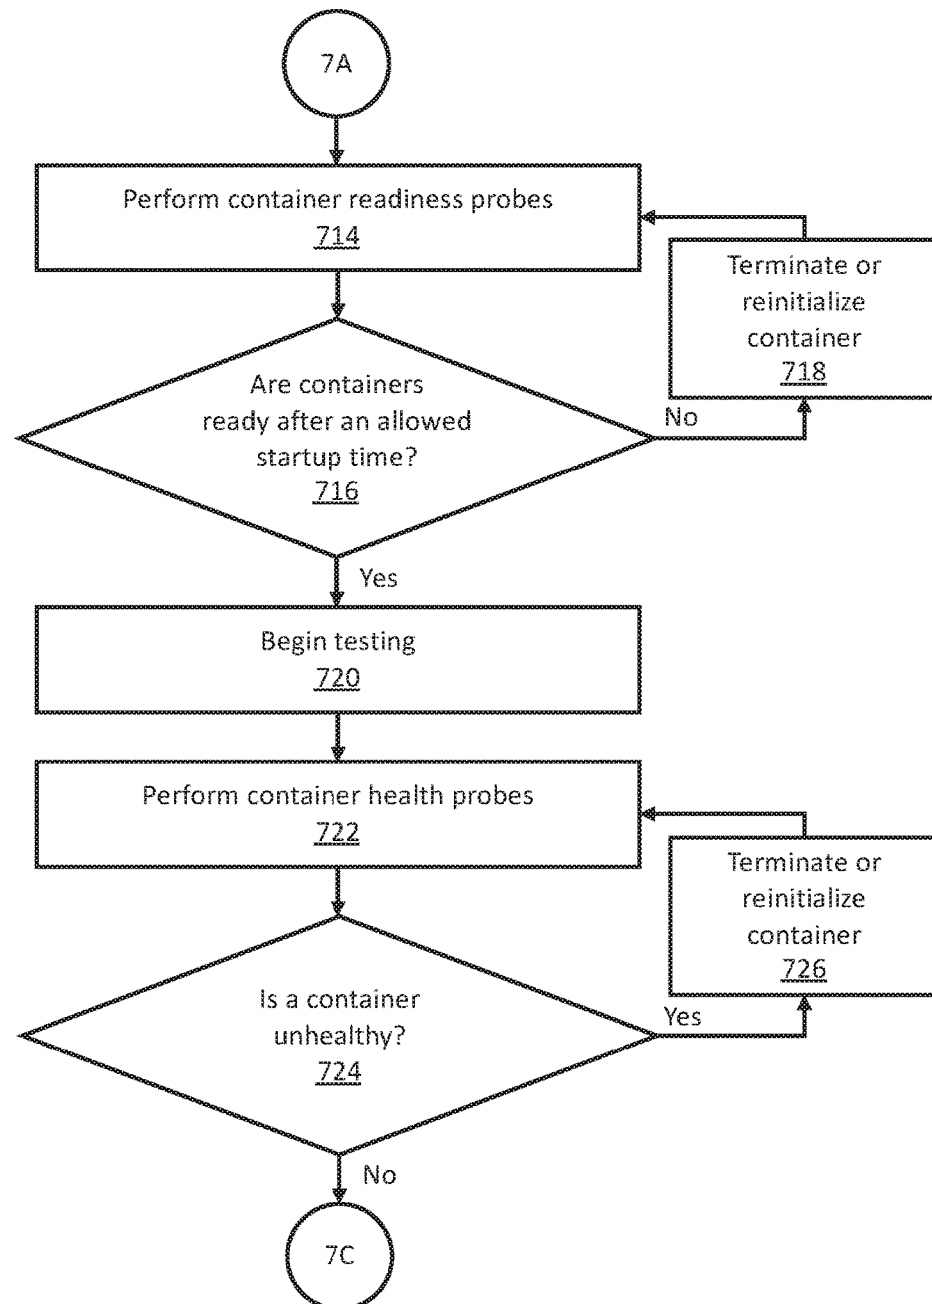 7A
Perform container readiness probes
714
Terminate or
reinitialize
container
718
Are containers
ready after an allowed
startup time?
716
No
Yes
Begin testing
720
Perform container health probes
722
Terminate or
reinitialize
container
726
Is a container
unhealthy?
724
Yes
No
7C